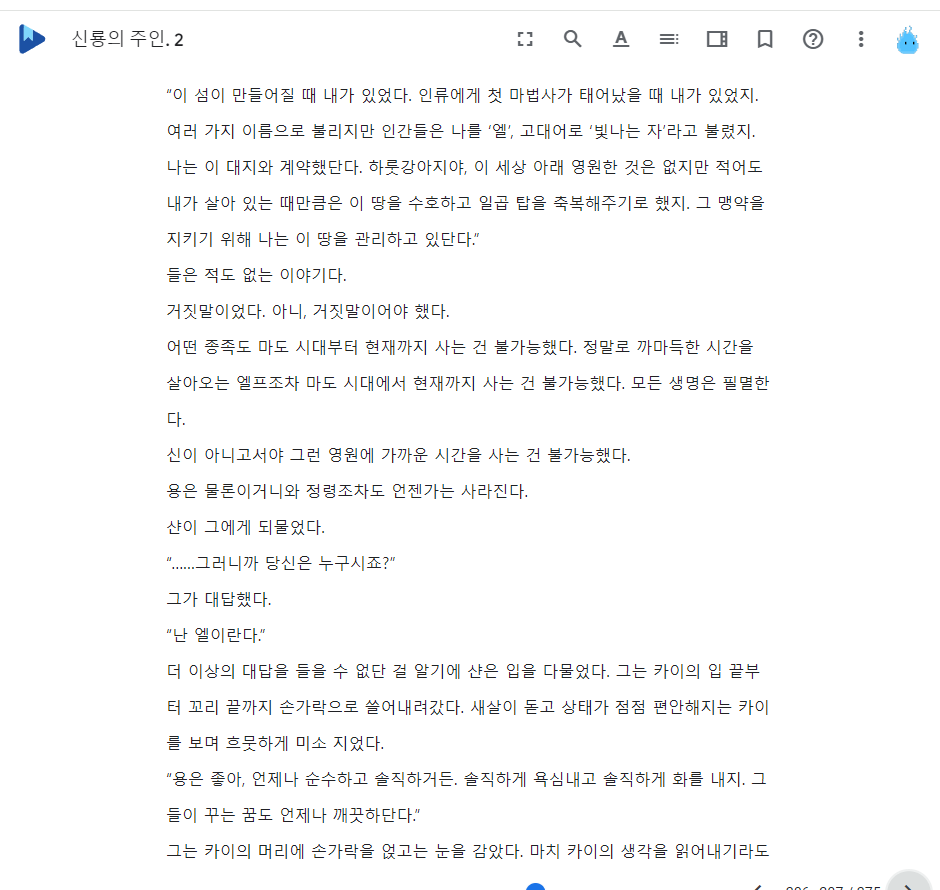 신룡의 주인. 2
“이 섬이 만들어질 때 내가 있었다. 인류에게 첫 마법사가 태어났을 때 내가 있었지.
여러 가지 이름으로 불리지만 인간들은 나를 ‘엘’, 고대어로 ‘빛나는 자’라고 불렸지.
나는 이 대지와 계약했단다. 하룻강아지야, 이 세상 아래 영원한 것은 없지만 적어도
내가 살아 있는 때만큼은 이 땅을 수호하고 일곱 탑을 축복해주기로 했지. 그 맹약을
지키기 위해 나는 이 땅을 관리하고 있단다.”
들은 적도 없는 이야기다.
거짓말이었다. 아니, 거짓말이어야 했다.
어떤 종족도 마도 시대부터 현재까지 사는 건 불가능했다. 정말로 까마득한 시간을
살아오는 엘프조차 마도 시대에서 현재까지 사는 건 불가능했다. 모든 생명은 필멸한
다.
신이 아니고서야 그런 영원에 가까운 시간을 사는 건 불가능했다.
용은 물론이거니와 정령조차도 언젠가는 사라진다.
샨이 그에게 되물었다.
“......그러니까 당신은 누구시죠?”
그가 대답했다.
“난 엘이란다.”
더 이상의 대답을 들을 수 없단 걸 알기에 샨은 입을 다물었다. 그는 카이의 입 끝부
터 꼬리 끝까지 손가락으로 쓸어내려갔다. 새살이 돋고 상태가 점점 편안해지는 카이
를 보며 흐뭇하게 미소 지었다.
“용은 좋아, 언제나 순수하고 솔직하거든. 솔직하게 욕심내고 솔직하게 화를 내지. 그
들이 꾸는 꿈도 언제나 깨끗하단다.”
그는 카이의 머리에 손가락을 얹고는 눈을 감았다. 마치 카이의 생각을 읽어내기라도